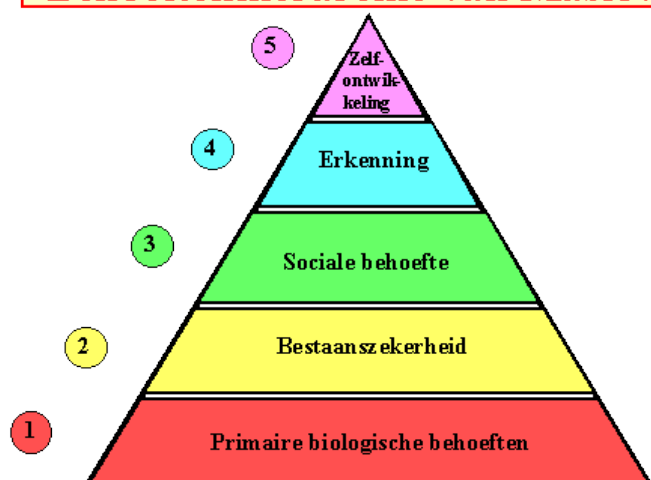 5
Zelf-
ontwik-
keling
4
Erkenning
3
Sociale behoefte
2
Bestaanszekerheid
1
Primaire biologische behoeften